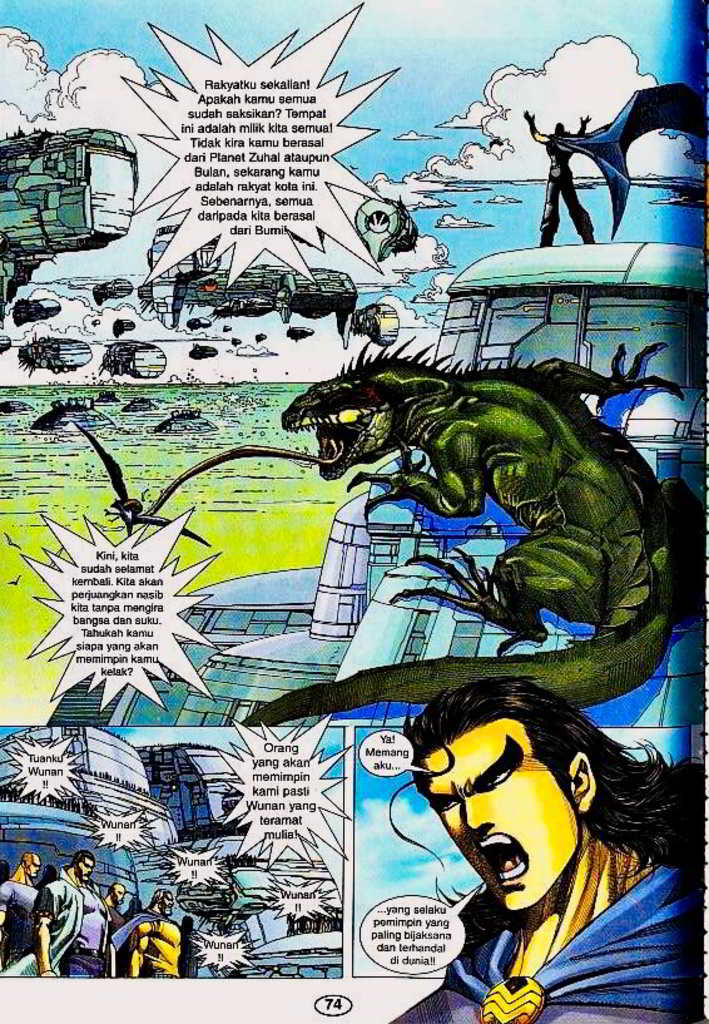 Rakyatku sekalian!
Apakah kamu semua
sudah saksikan? Tempat
ini adalah milik kita semua!
Tidak kira kamu berasal
dari Planet Zuhal ataupun
Bulan, sekarang kamu
adalah rakyat kota ini.
Sebenarnya, semua
daripada kita berasal
dari Bumi!
Kini, kita
sudah selamat
kembali. Kita akan
perjuangkan nasib
kita tanpa mengira
bangsa dan suku.
Tahukah kamu
siapa yang akan
memimpin kamu
kelak?
Tuanku
Wunan
!!
Wunan
!!
Wunan
!!
Wunan
!!
Wunan
!!
Orang
yang akan
memimpin
kami pasti
Wunan yang
teramat
mulia!
Ya!
Memang
aku...
...yang selaku
pemimpin yang
paling bijaksana
dan terhandal
di dunia!!
74